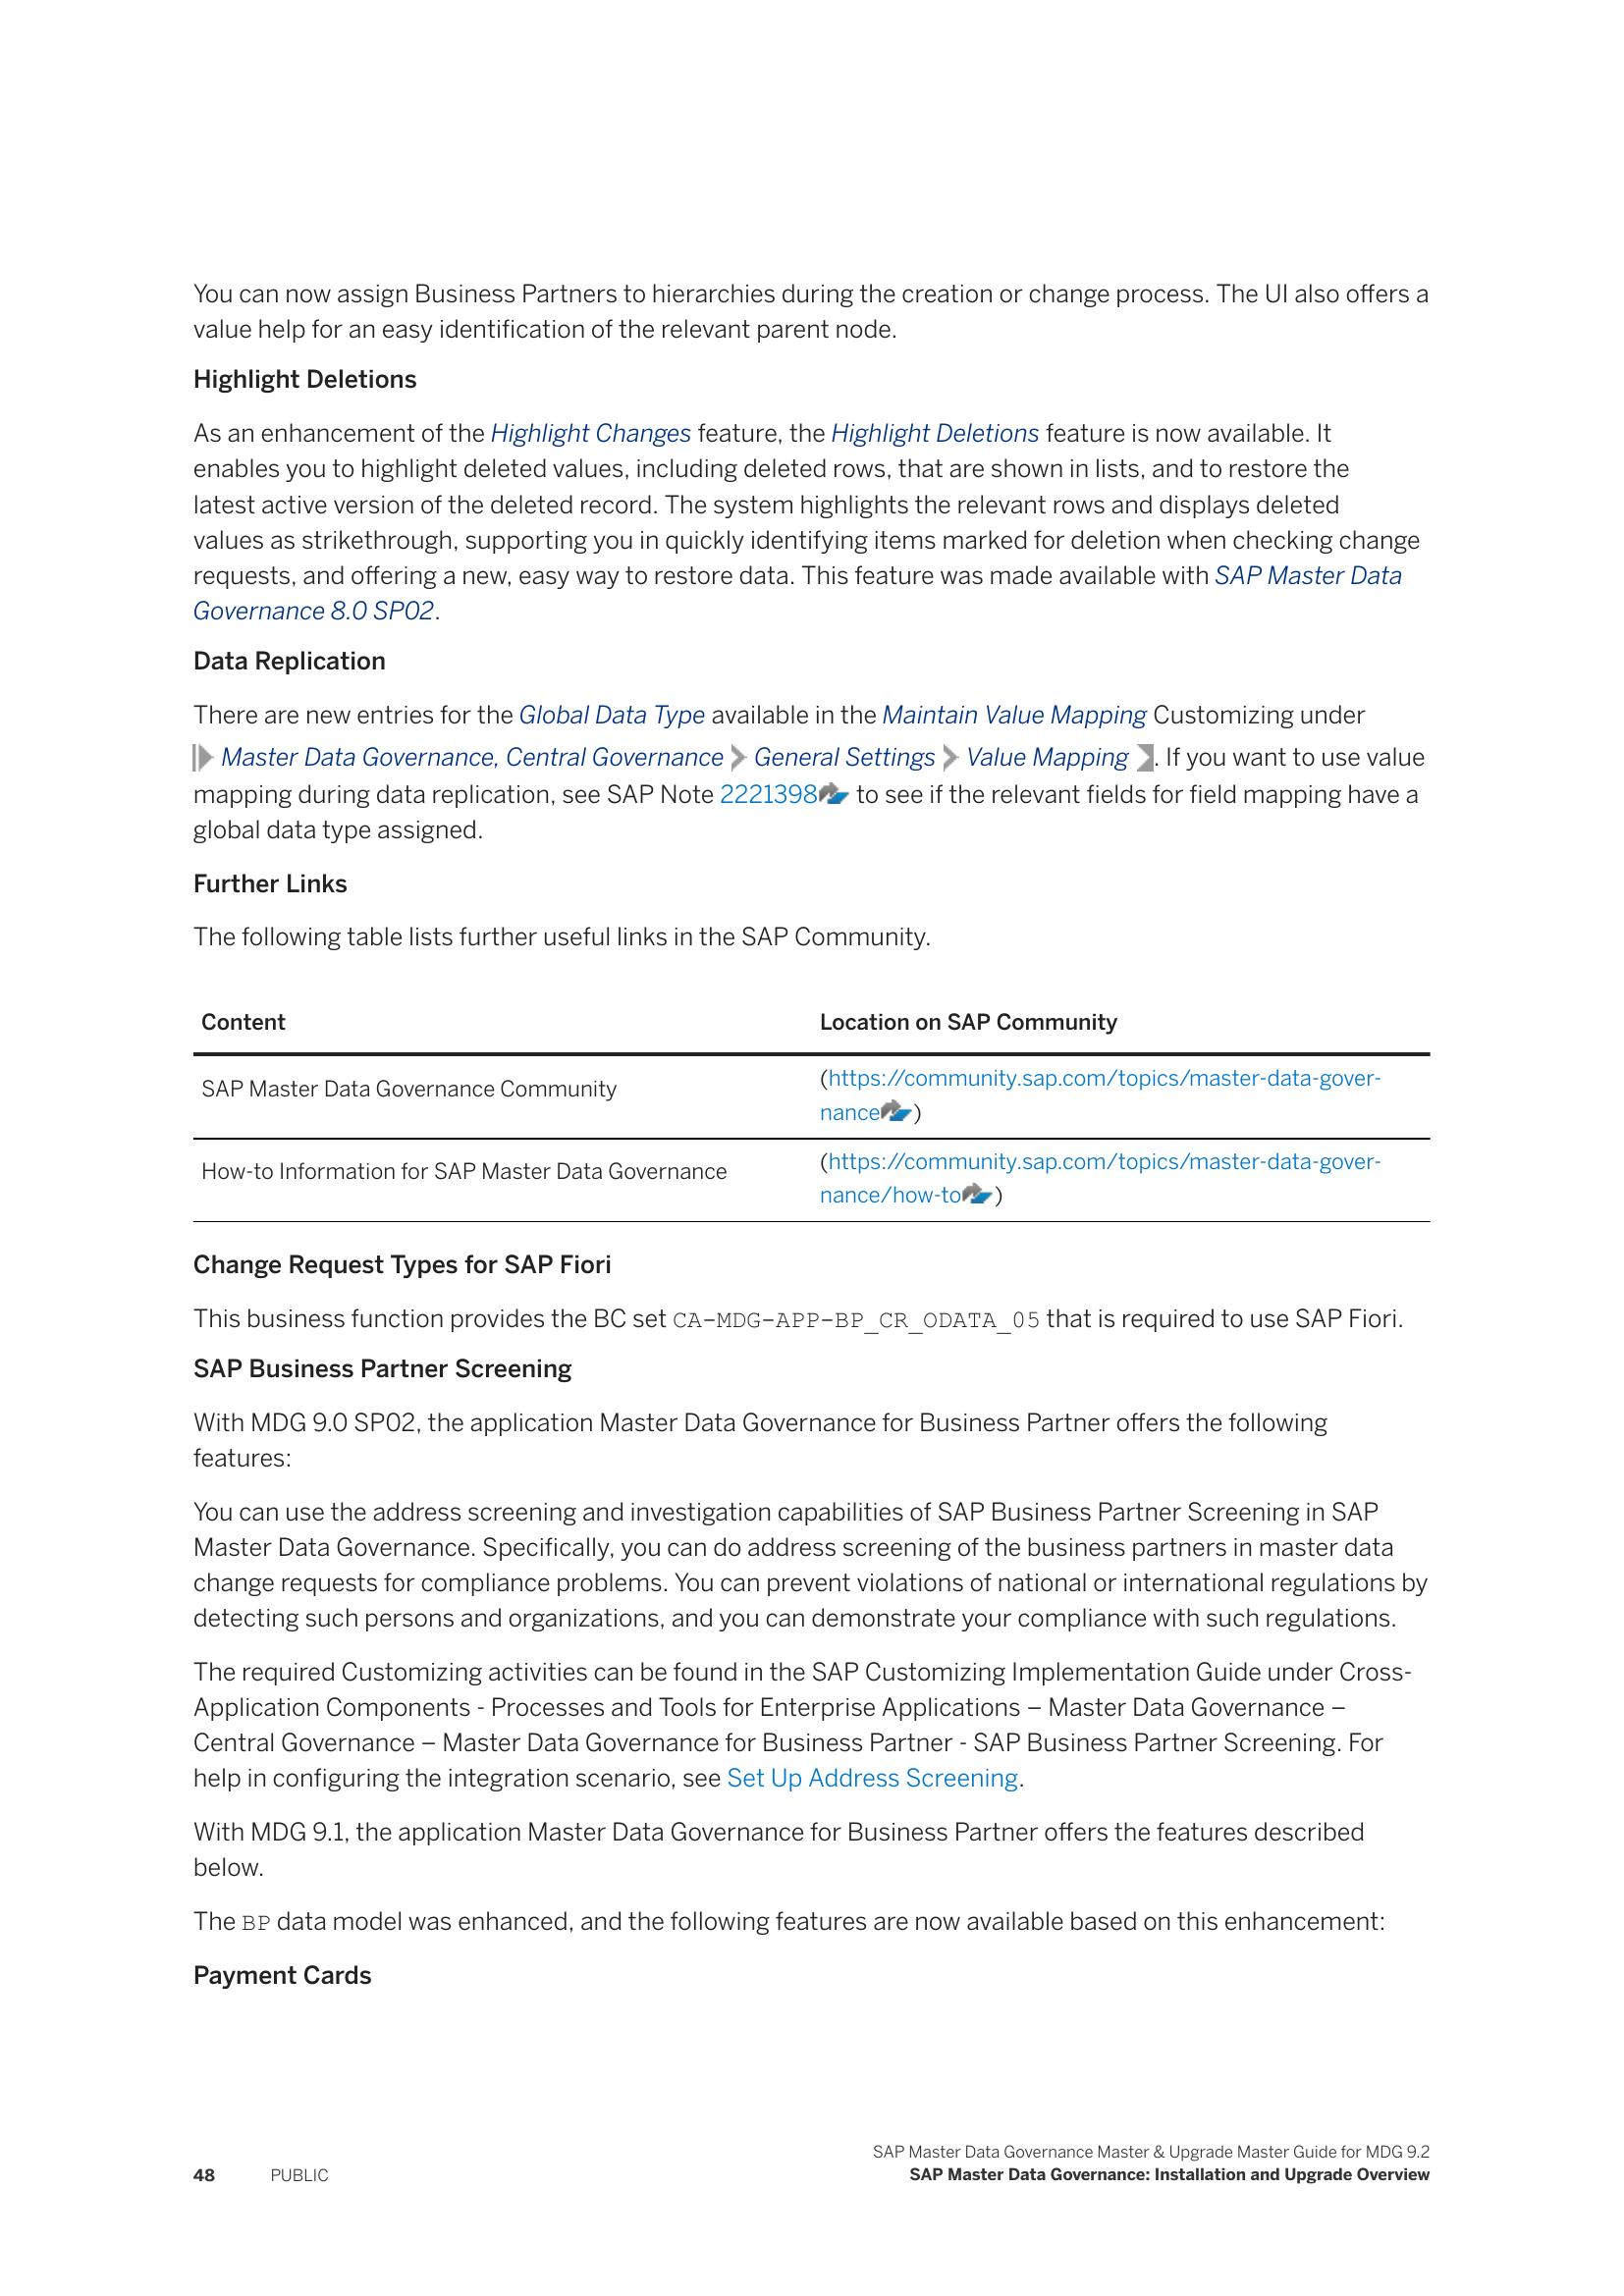 You can now assign Business Partners to hierarchies during the creation or change process. The UI also offers a
value help for an easy identification of the relevant parent node.
Highlight Deletions
As an enhancement of the Highlight Changes feature, the Highlight Deletions feature is now available. It
enables you to highlight deleted values, including deleted rows, that are shown in lists, and to restore the
latest active version of the deleted record. The system highlights the relevant rows and displays deleted
values as strikethrough, supporting you in quickly identifying items marked for deletion when checking change
requests, and offering a new, easy way to restore data. This feature was made available with SAP Master Data
Governance 8.0 SP02.
Data Replication
There are new entries for the Global Data Type available in the Maintain Value Mapping Customizing under
Master Data Governance, Central Governance General Settings Value Mapping . If you want to use value
mapping during data replication, see SAP Note 2221398 to see if the relevant fields for field mapping have a
global data type assigned.
Further Links
The following table lists further useful links in the SAP Community.
Content Location on SAP Community
SAP Master Data Governance Community (https://community.sap.com/topics/master-data-gover-
nance)
How-to Information for SAP Master Data Governance (https://community.sap.com/topics/master-data-gover-
nance/how-to)
Change Request Types for SAP Fiori
This business function provides the BC set CA-MDG-APP-BP_CR_ODATA_05 that is required to use SAP Fiori.
SAP Business Partner Screening
With MDG 9.0 SP02, the application Master Data Governance for Business Partner offers the following
features:
You can use the address screening and investigation capabilities of SAP Business Partner Screening in SAP
Master Data Governance. Specifically, you can do address screening of the business partners in master data
change requests for compliance problems. You can prevent violations of national or international regulations by
detecting such persons and organizations, and you can demonstrate your compliance with such regulations.
The required Customizing activities can be found in the SAP Customizing Implementation Guide under Cross-
Application Components - Processes and Tools for Enterprise Applications – Master Data Governance –
Central Governance – Master Data Governance for Business Partner - SAP Business Partner Screening. For
help in configuring the integration scenario, see Set Up Address Screening.
With MDG 9.1, the application Master Data Governance for Business Partner offers the features described
below.
The BP data model was enhanced, and the following features are now available based on this enhancement:
Payment Cards
SAP Master Data Governance Master & Upgrade Master Guide for MDG 9.2
48 PUBLIC SAP Master Data Governance: Installation and Upgrade Overview